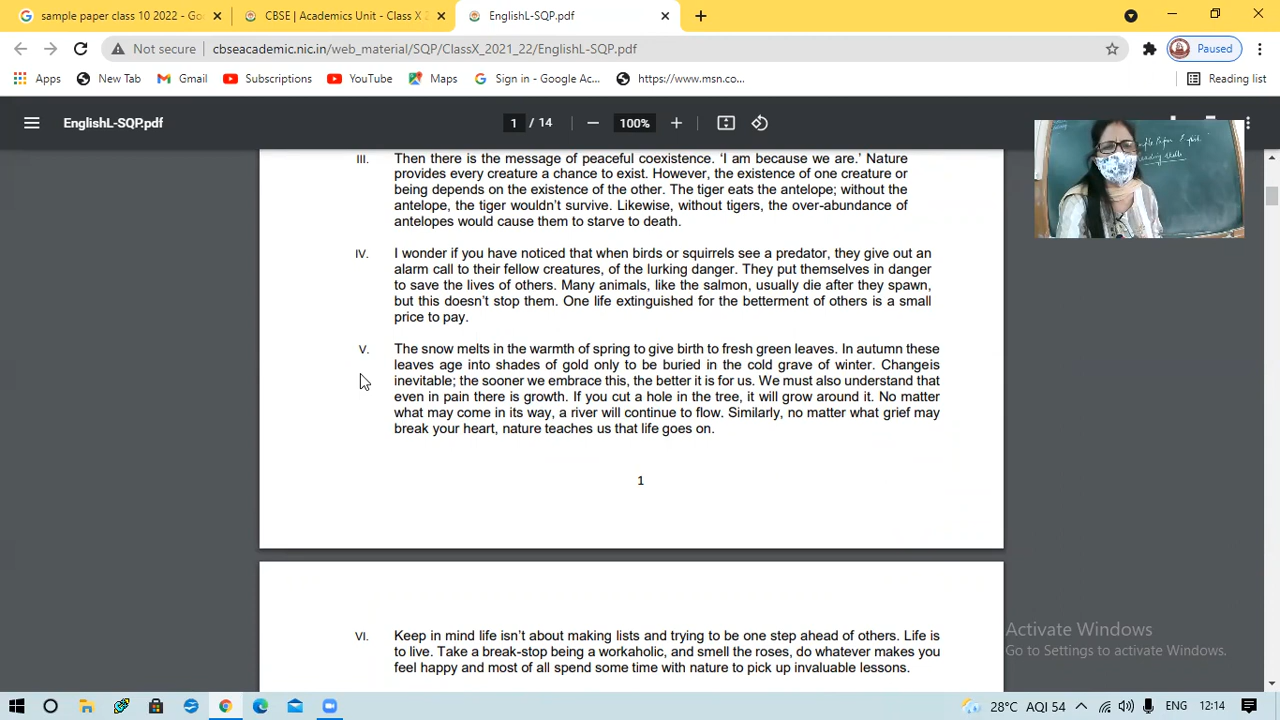 sample paper class 10 2022 - Go
CBSE | Academics Unit - Class X 2
EnglishL-SQP.pdf
Not secure
cbseacademic.nic.in/web_material/SQP/ClassX_2021_22/EnglishL-SQP.pdf
Paused
Apps
New Tab
Gmail
Subscriptions
YouTube
Maps
Sign in - Google Ac...
https://www.msn.co...
Reading list
EnglishL-SQP.pdf
1 / 14
100%
III. Then there is the message of peaceful coexistence. ‘I am because we are.’ Nature
provides every creature a chance to exist. However, the existence of one creature or
being depends on the existence of the other. The tiger eats the antelope; without the
antelope, the tiger wouldn’t survive. Likewise, without tigers, the over-abundance of
antelopes would cause them to starve to death.
IV. I wonder if you have noticed that when birds or squirrels see a predator, they give out an
alarm call to their fellow creatures, of the lurking danger. They put themselves in danger
to save the lives of others. Many animals, like the salmon, usually die after they spawn,
but this doesn’t stop them. One life extinguished for the betterment of others is a small
price to pay.
V. The snow melts in the warmth of spring to give birth to fresh green leaves. In autumn these
leaves age into shades of gold only to be buried in the cold grave of winter. Changeis
inevitable; the sooner we embrace this, the better it is for us. We must also understand that
even in pain there is growth. If you cut a hole in the tree, it will grow around it. No matter
what may come in its way, a river will continue to flow. Similarly, no matter what grief may
break your heart, nature teaches us that life goes on.
1
VI. Keep in mind life isn’t about making lists and trying to be one step ahead of others. Life is
to live. Take a break-stop being a workaholic, and smell the roses, do whatever makes you
feel happy and most of all spend some time with nature to pick up invaluable lessons.
Activate Windows
Go to Settings to activate Windows.
28°C AQI 54
ENG
12:14